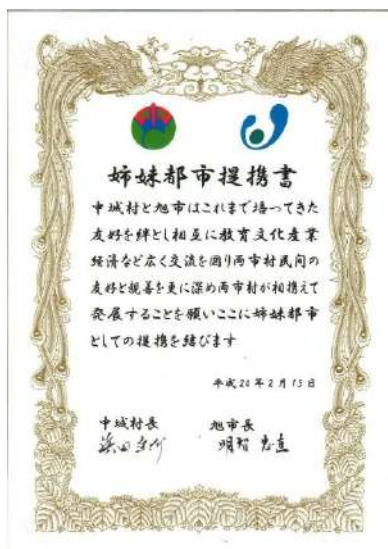 姉妹都市提携書
中城村と旭市はこれまで培ってきた
友好を絆とし相互に教育文化産業
経済など広く交流を図り両市村民間の
友好と親善を更に深め両市村が相携えて
発展することを願いここに姉妹都市
としての提携を結びます
平成20年2月15日
中城村長 旭市長
浜田 明智 忠直